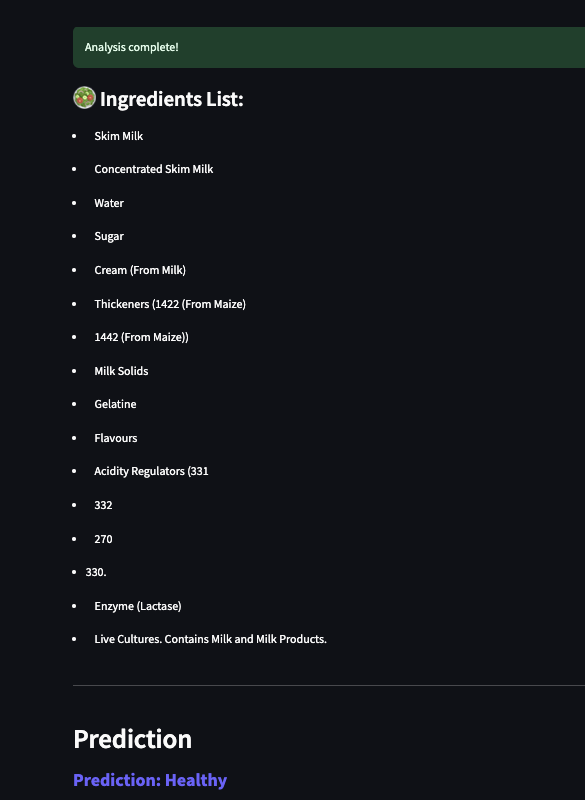 Analysis complete!
Ingredients List:
Skim Milk
Concentrated Skim Milk
Water
Sugar
Cream (From Milk)
Thickeners (1422 (From Maize)
1442 (From Maize))
Milk Solids
Gelatine
Flavours
Acidity Regulators (331
332
270
330.
Enzyme (Lactase)
Live Cultures. Contains Milk and Milk Products.
Prediction
Prediction: Healthy